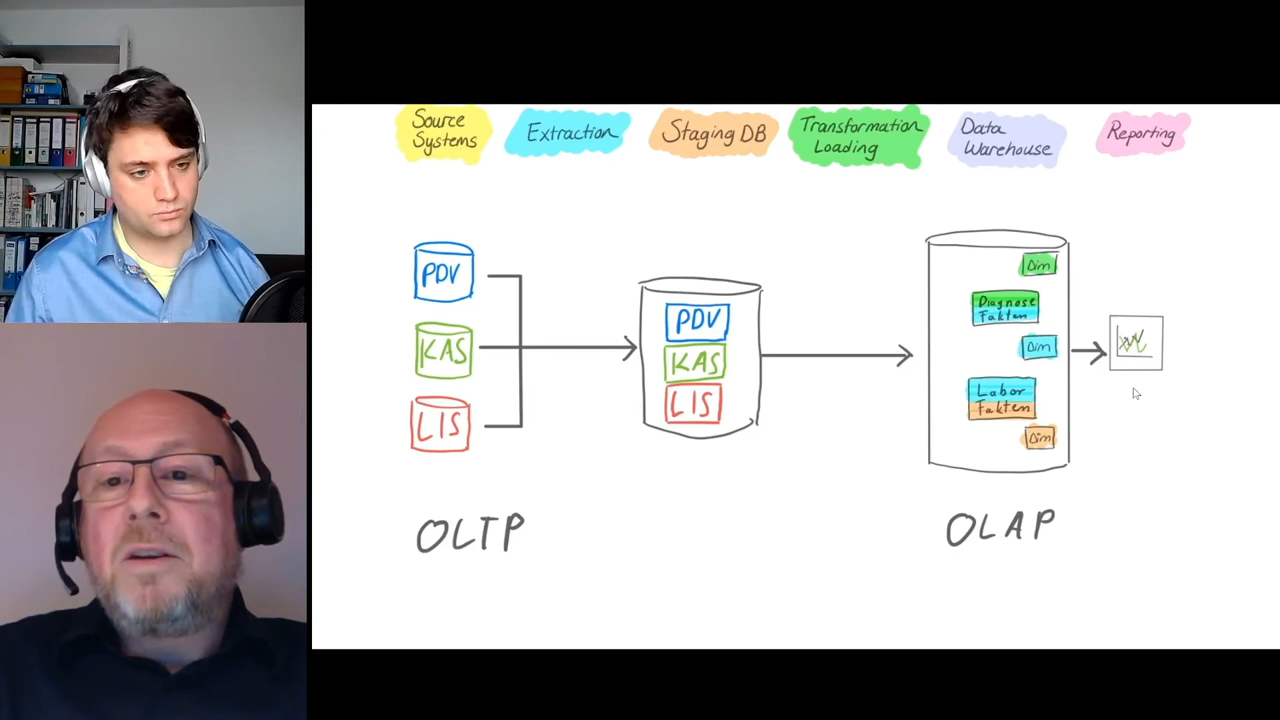 Source
Systems
Extraction
Staging DB
Transformation
Loading
Data
Warehouse
Reporting
PDV
KAS
LIS
PDV
KAS
LIS
Dim
Diagnose
Fakten
Dim
Labor
Fakten
Dim
OLTP
OLAP